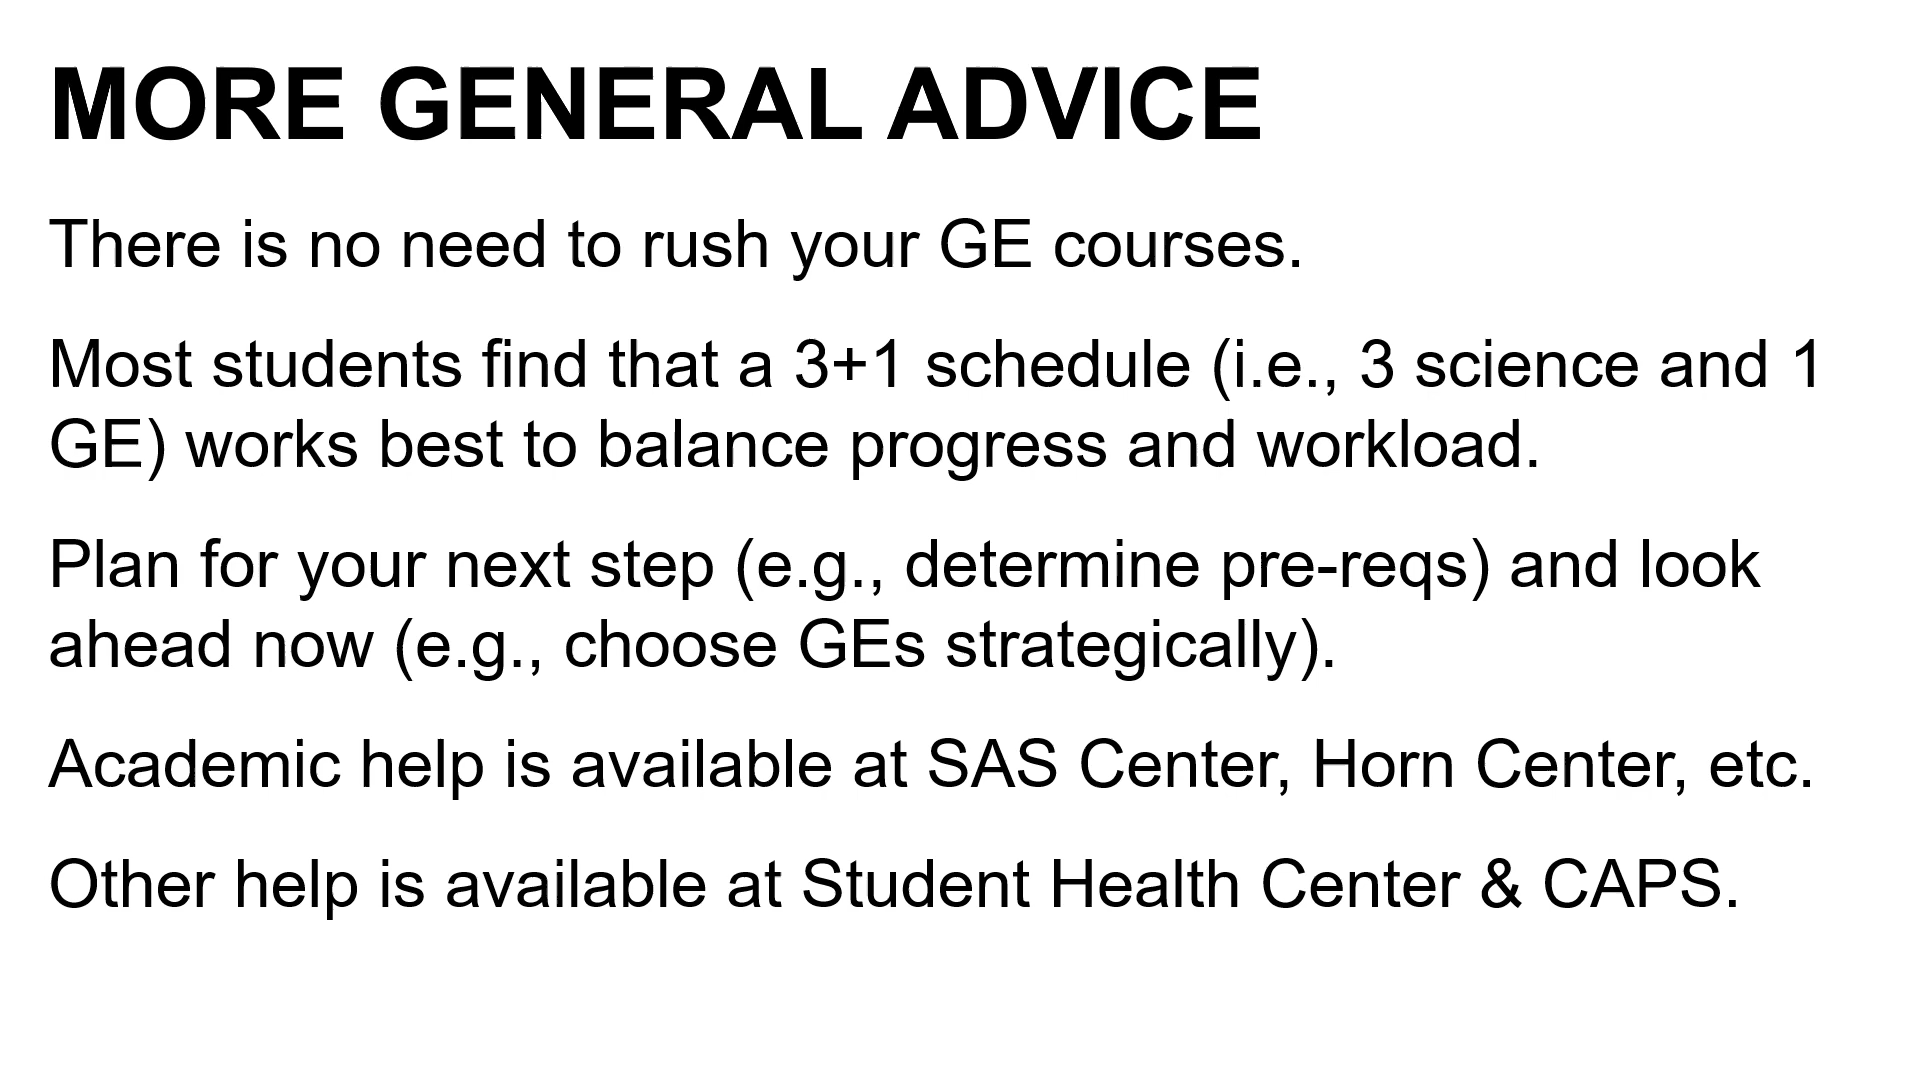 MORE GENERAL ADVICE
There is no need to rush your GE courses.
Most students find that a 3+1 schedule (i.e., 3 science and 1
GE) works best to balance progress and workload.
Plan for your next step (e.g., determine pre-reqs) and look
ahead now (e.g., choose GEs strategically).
Academic help is available at SAS Center, Horn Center, etc.
Other help is available at Student Health Center & CAPS.